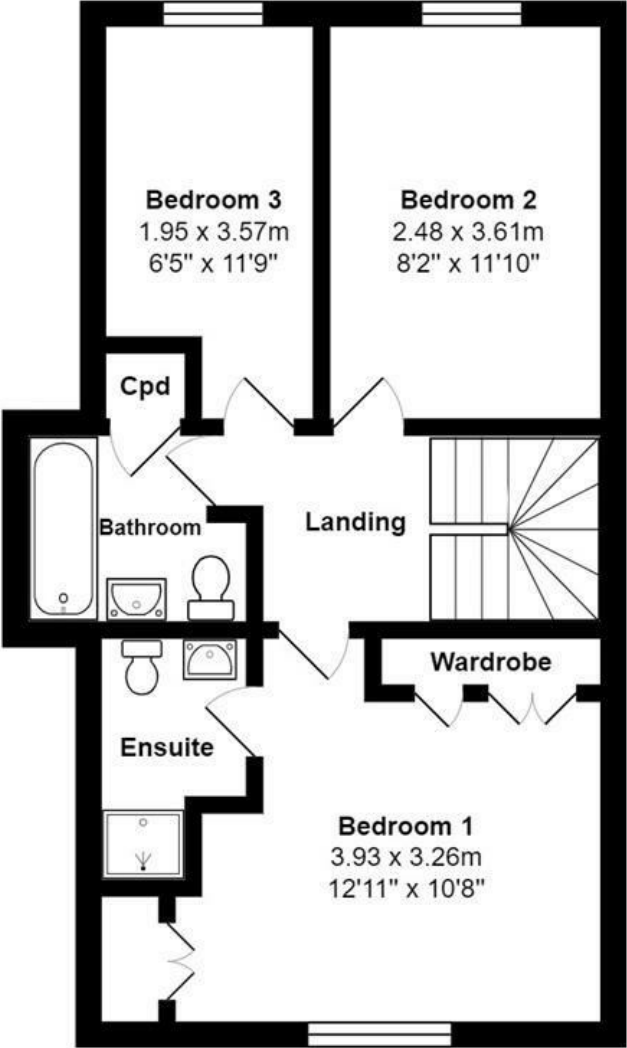 Bedroom 3
1.95 x 3.57m
6'5" x 11'9"
Bedroom 2
2.48 x 3.61m
8'2" x 11'10"
Cpd
Bathroom
Landing
Wardrobe
Ensuite
Bedroom 1
3.93 x 3.26m
12'11" x 10'8"